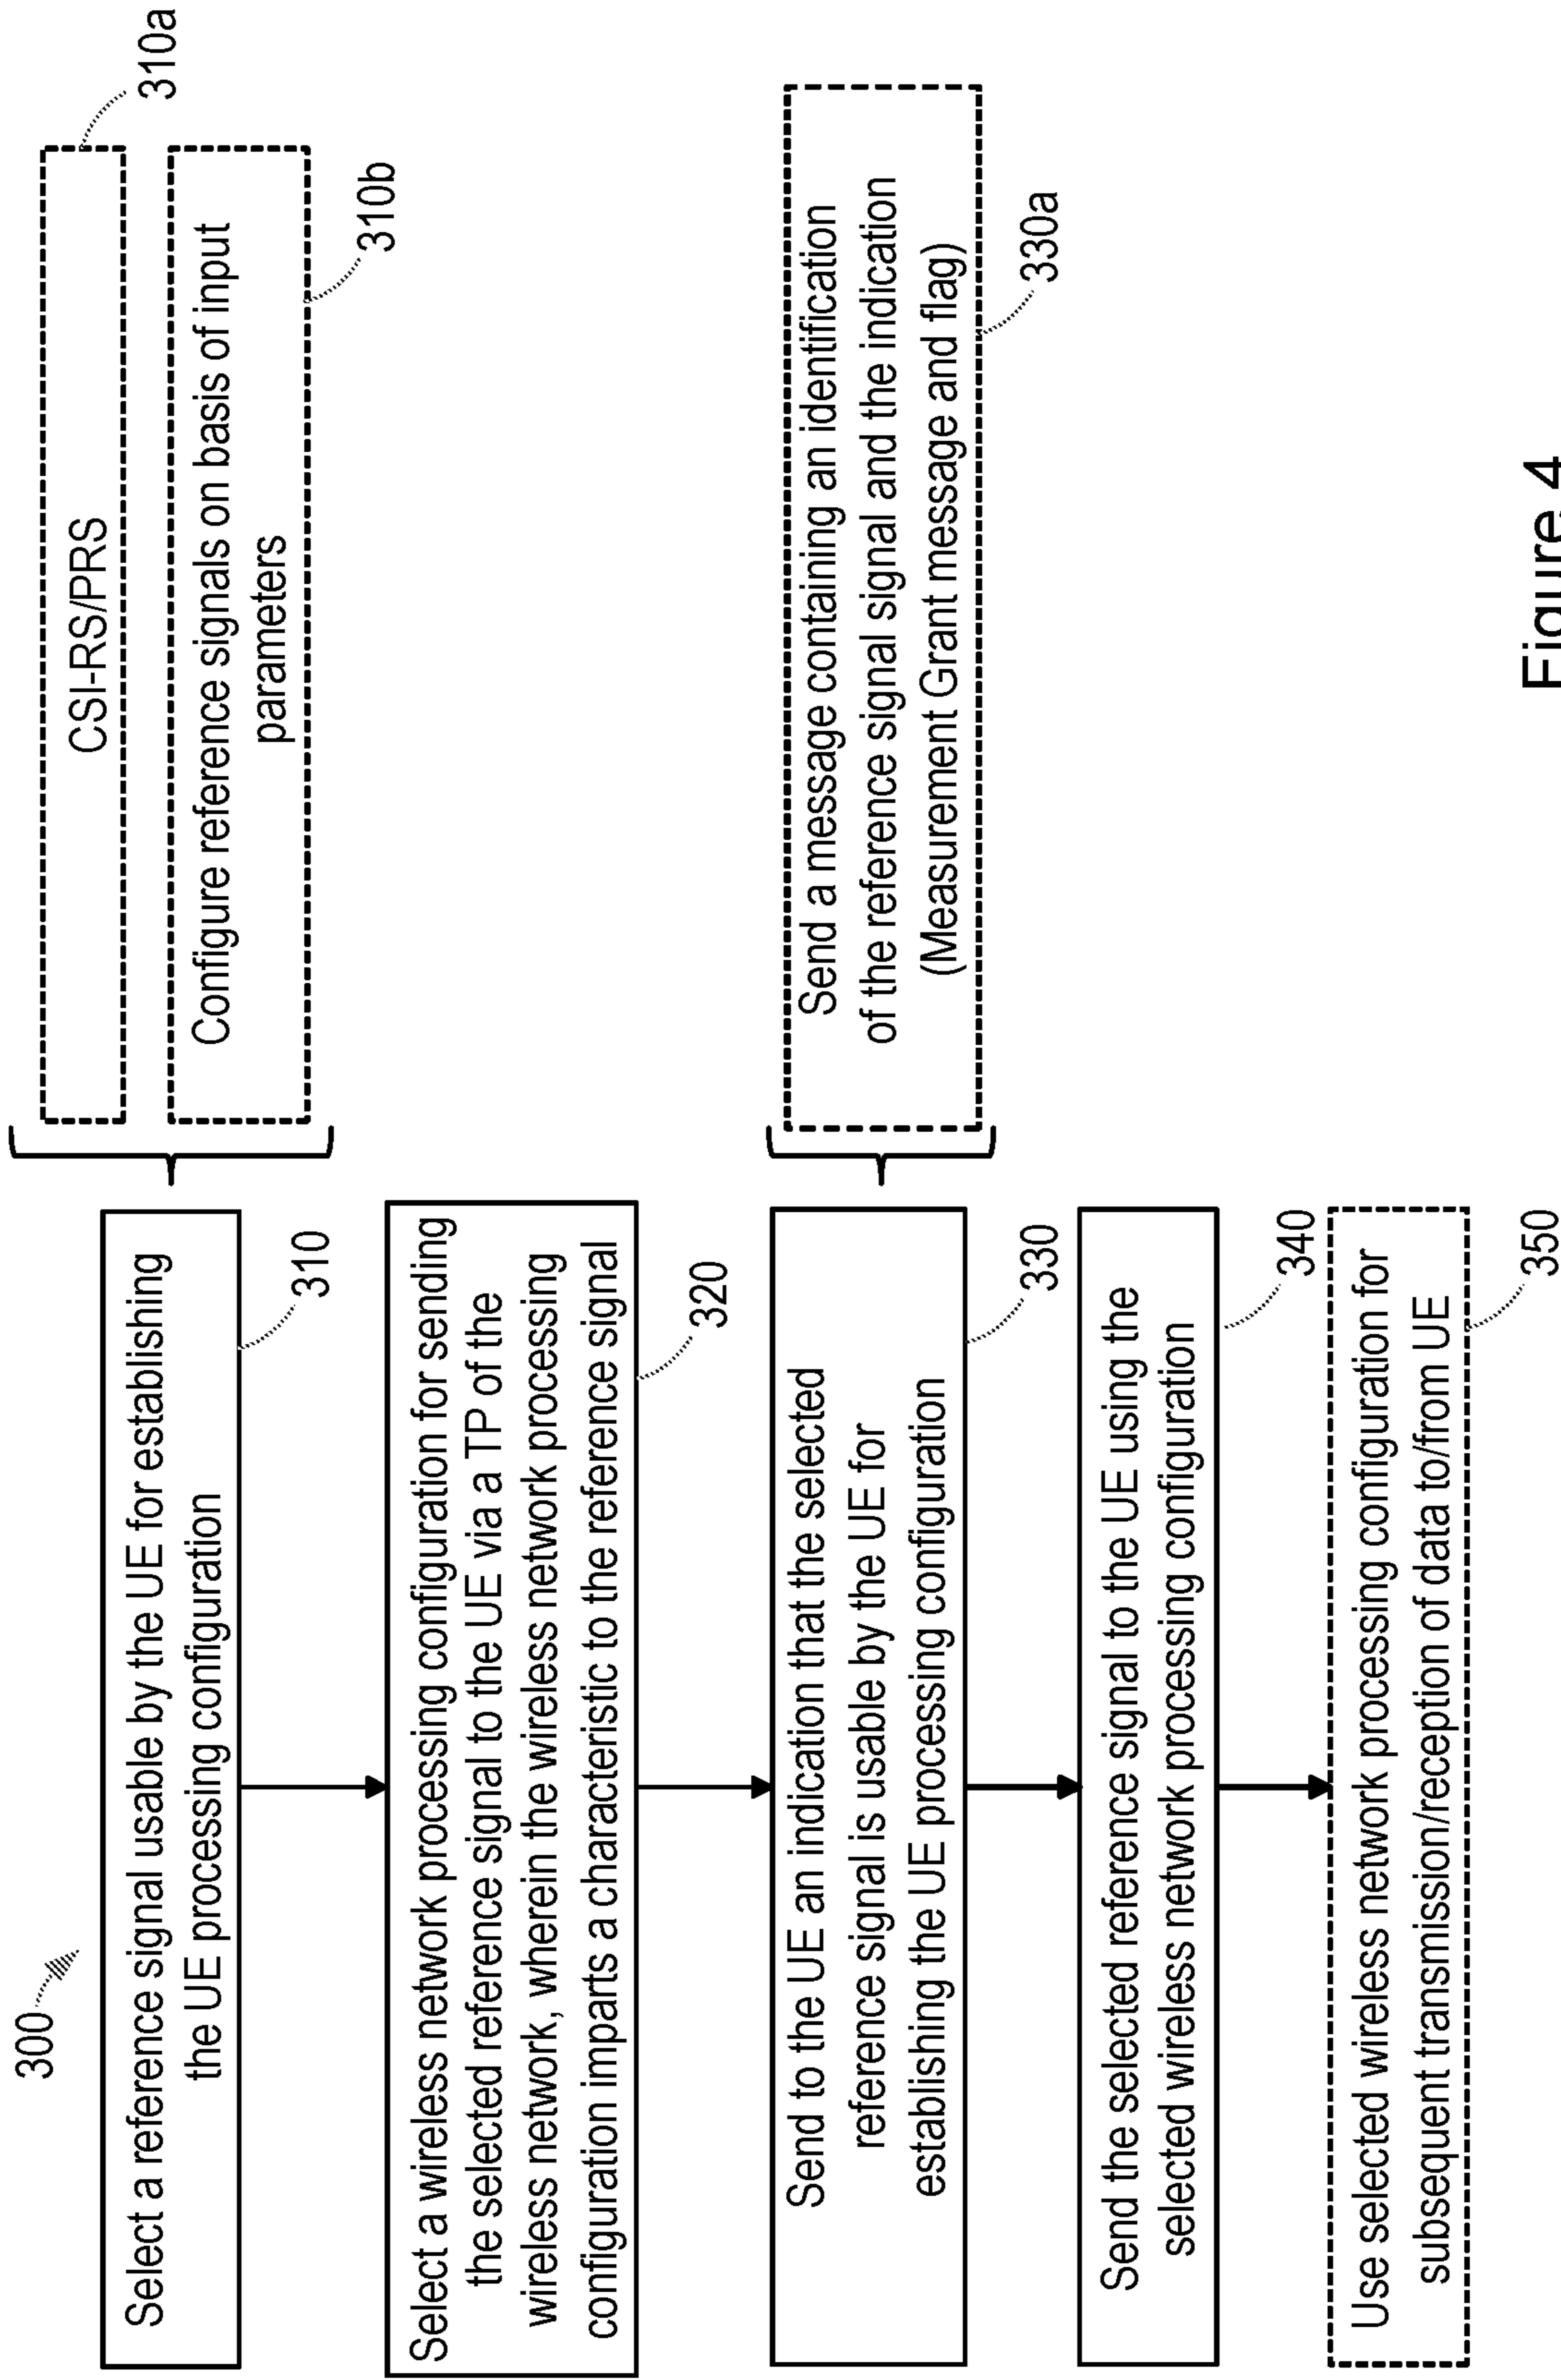 300
Select a reference signal usable by the UE for establishing
the UE processing configuration
310
CSI-RS/PRS
310a
Configure reference signals on basis of input
parameters
310b
Select a wireless network processing configuration for sending
the selected reference signal to the UE via a TP of the
wireless network, wherein the wireless network processing
configuration imparts a characteristic to the reference signal
320
Send to the UE an indication that the selected
reference signal is usable by the UE for
establishing the UE processing configuration
330
Send a message containing an identification
of the reference signal signal and the indication
(Measurement Grant message and flag)
330a
Send the selected reference signal to the UE using the
selected wireless network processing configuration
340
Use selected wireless network processing configuration for
subsequent transmission/reception of data to/from UE
350
Figure 4